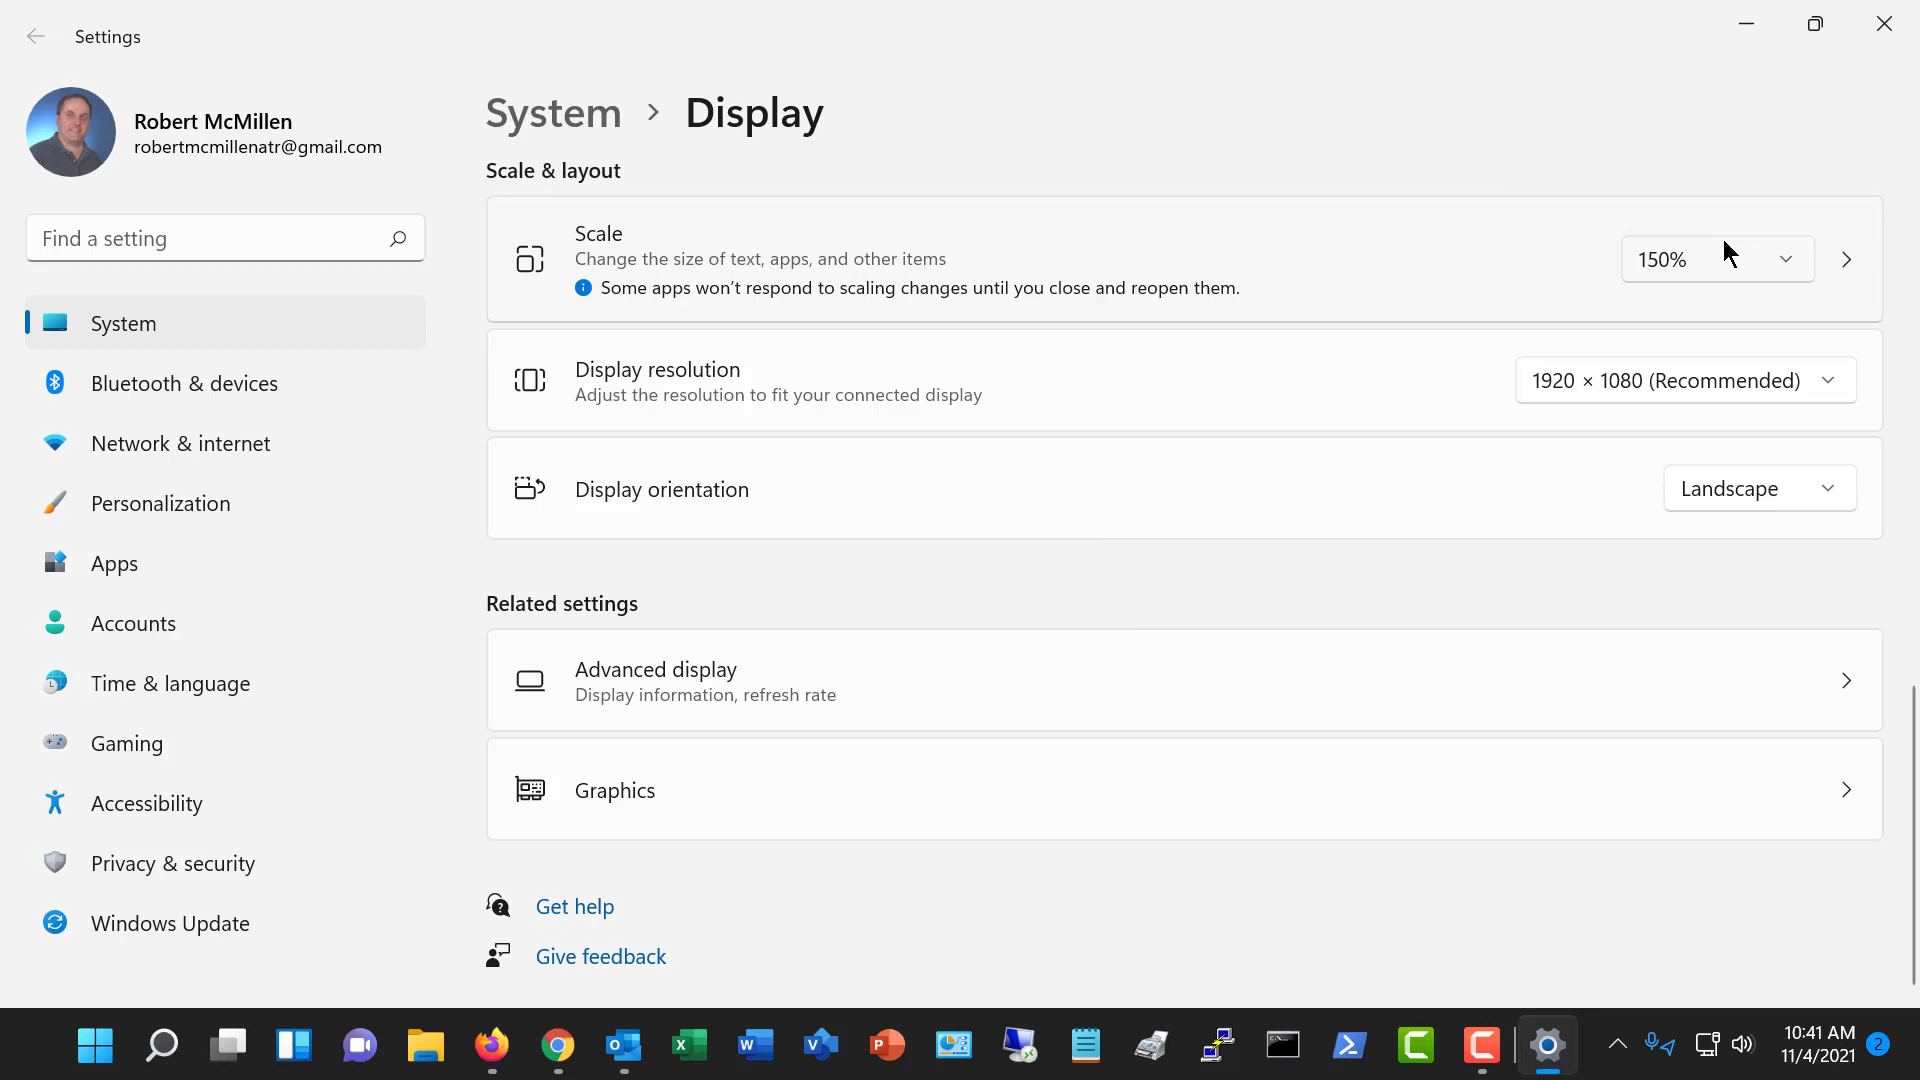 Settings
Robert McMillen
robertmcmillenatr@gmail.com
Find a setting
System
Bluetooth & devices
Network & internet
Personalization
Apps
Accounts
Time & language
Gaming
Accessibility
Privacy & security
Windows Update
System > Display
Scale & layout
Scale
Change the size of text, apps, and other items
Some apps won't respond to scaling changes until you close and reopen them.
150%
Display resolution
Adjust the resolution to fit your connected display
1920 × 1080 (Recommended)
Display orientation
Landscape
Related settings
Advanced display
Display information, refresh rate
Graphics
Get help
Give feedback
10:41 AM
11/4/2021
2